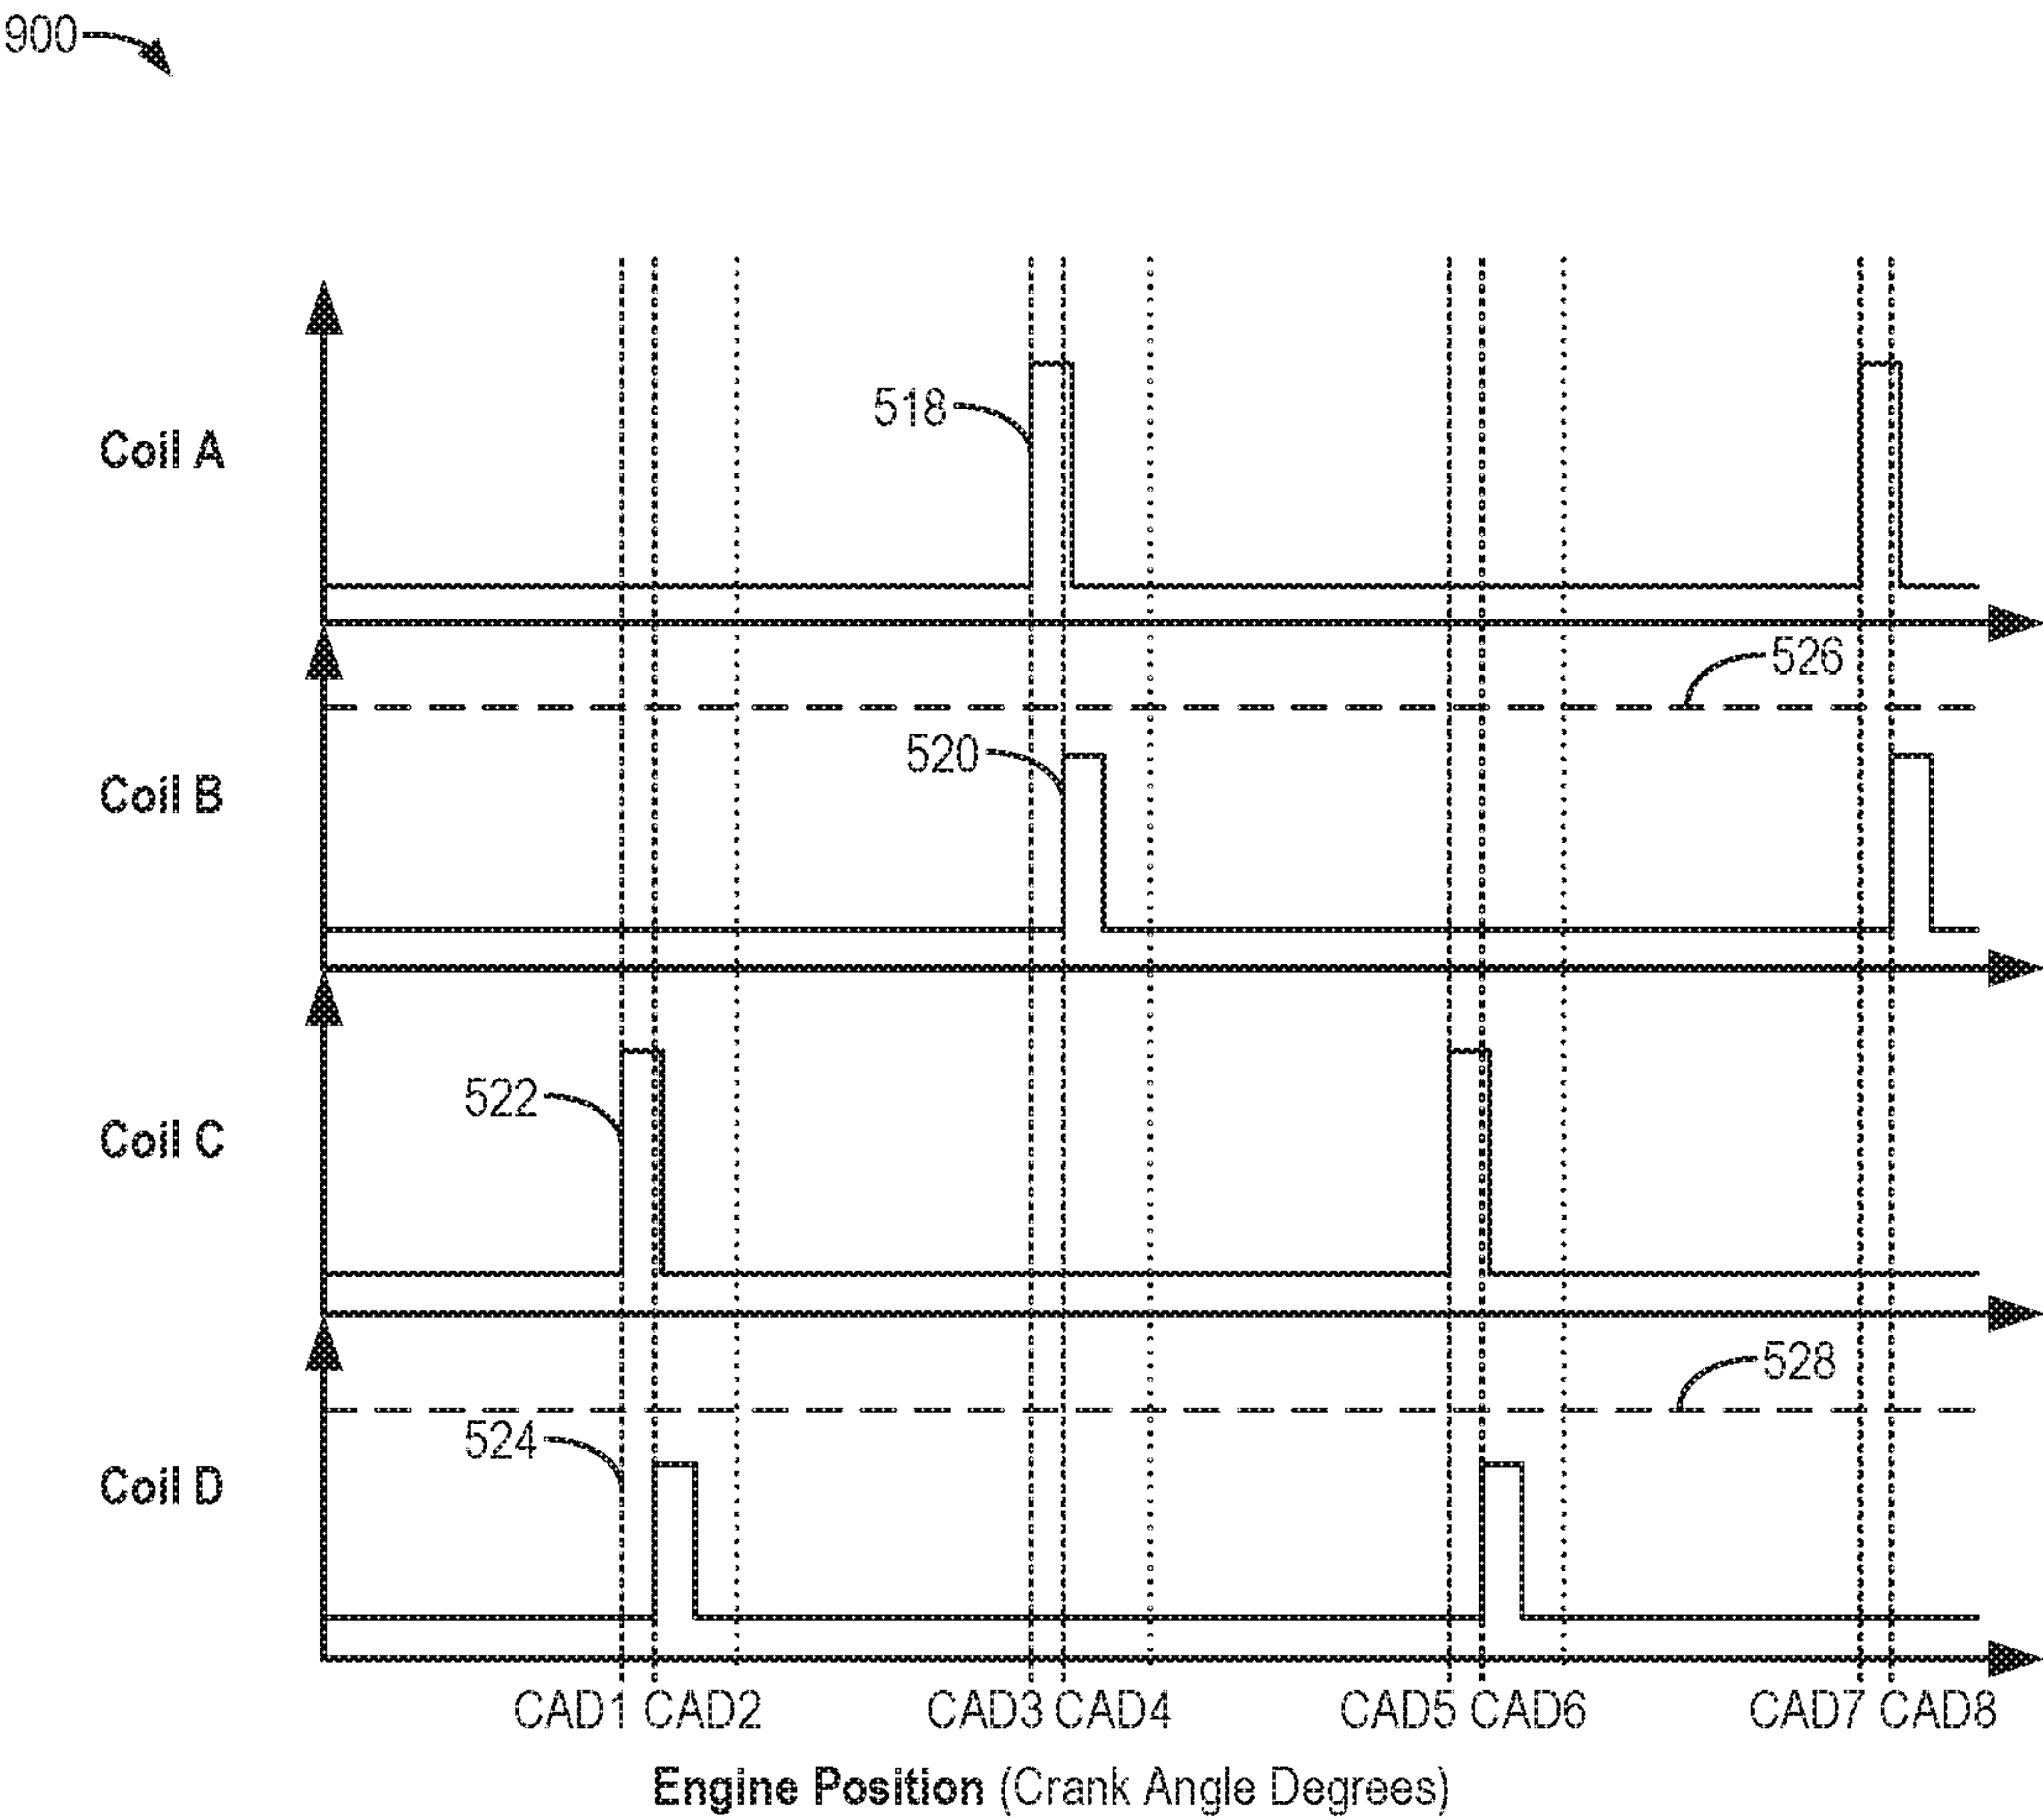 900
518
Coil A
526
520
Coil B
522
Coil C
528
524
Coil D
CAD1 CAD2 CAD3 CAD4 CAD5 CAD6 CAD7 CAD8
Engine Position (Crank Angle Degrees)